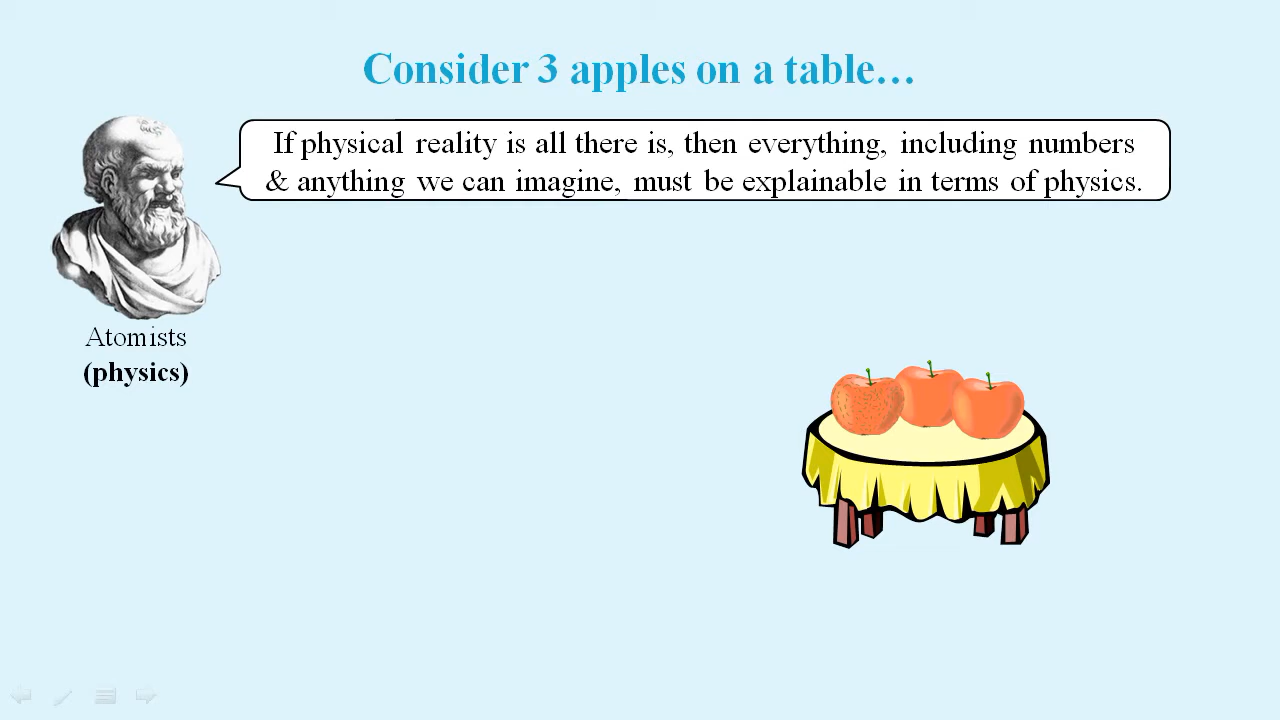 Consider 3 apples on a table…
If physical reality is all there is, then everything, including numbers
& anything we can imagine, must be explainable in terms of physics.
Atomists
(physics)